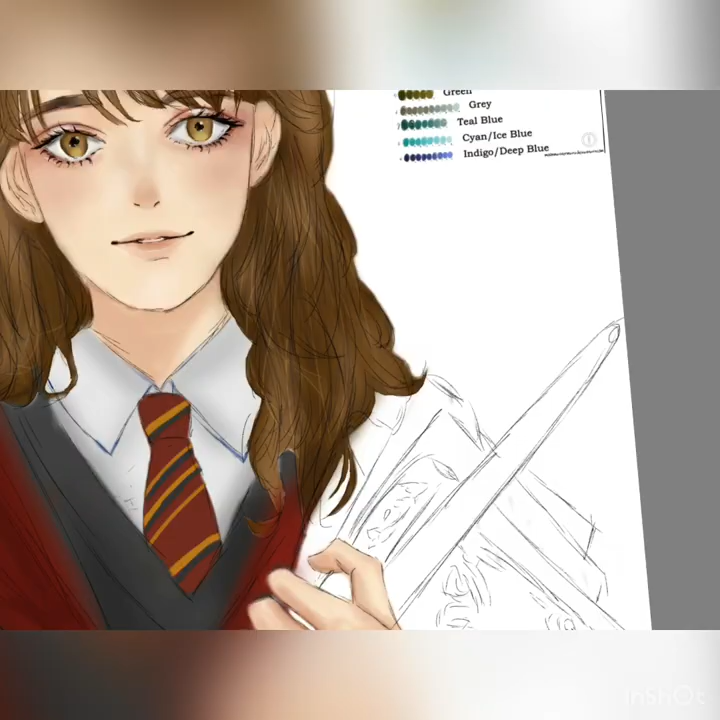 Green
Grey
Teal Blue
Cyan/Ice Blue
Indigo/Deep Blue
InShOt